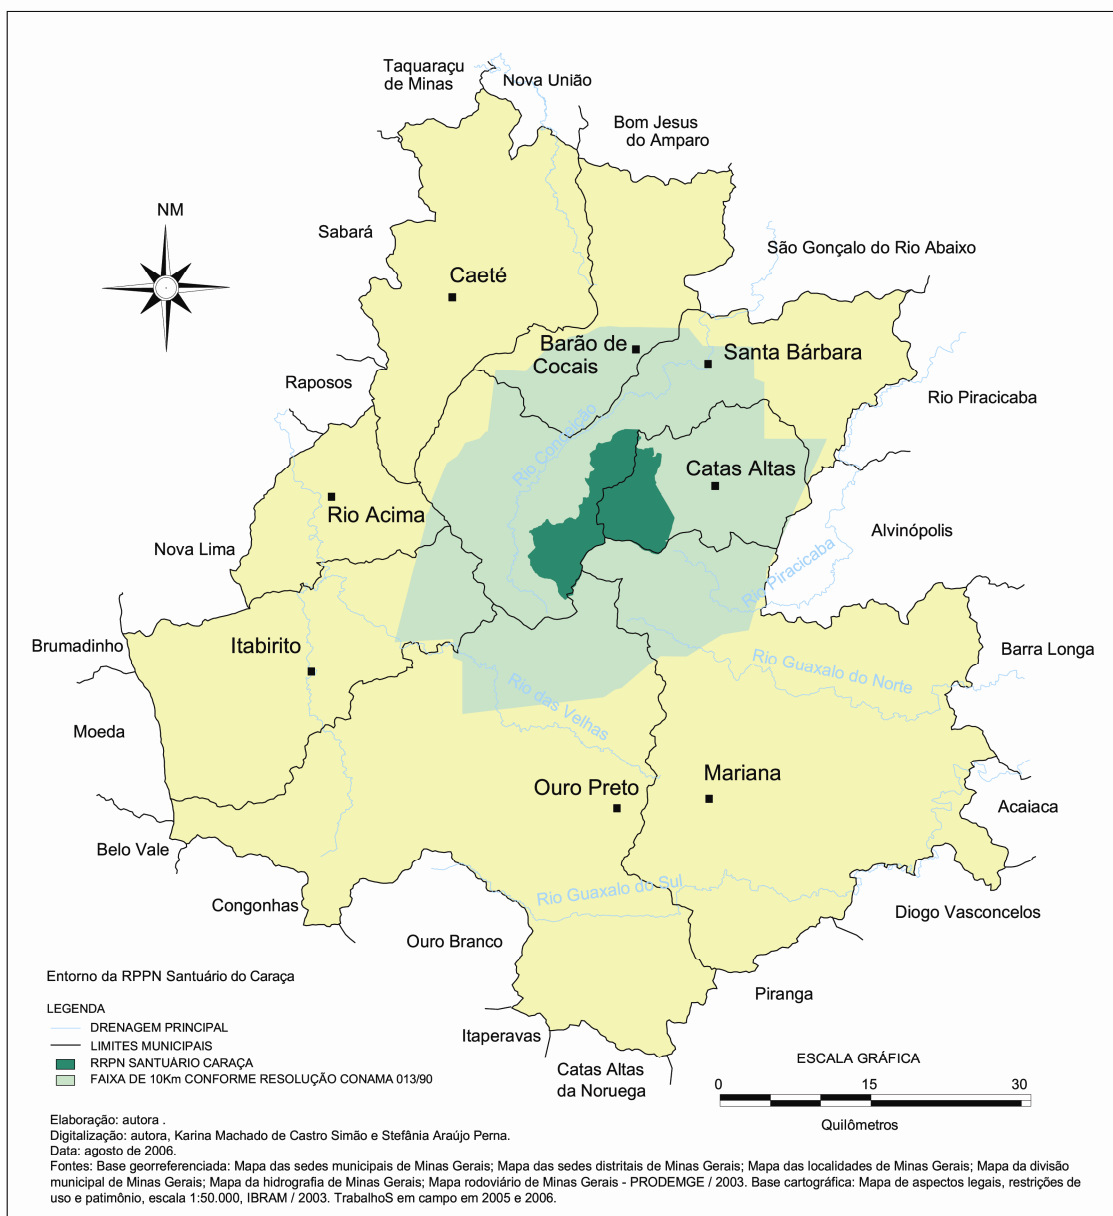 Taquaraçu
de Minas
Nova União
Bom Jesus
do Amparo
NM
Sabará
São Gonçalo do Rio Abaixo
Caeté
Barão de
Cocais
Santa Bárbara
Raposos
Rio Piracicaba
Rio Conceição
Catas Altas
Rio Acima
Alvinópolis
Nova Lima
Rio Piracicaba
Brumadinho
Itabirito
Barra Longa
Rio Guaxalo do Norte
Rio das Velhas
Moeda
Ouro Preto
Mariana
Acaiaca
Belo Vale
Rio Guaxalo do Sul
Congonhas
Diogo Vasconcelos
Ouro Branco
Entorno da RPPN Santuário do Caraça
Piranga
LEGENDA
DRENAGEM PRINCIPAL
LIMITES MUNICIPAIS
RRPN SANTUÁRIO CARAÇA
FAIXA DE 10Km CONFORME RESOLUÇÃO CONAMA 013/90
Itaperavas
Catas Altas
da Noruega
ESCALA GRÁFICA
0 15 30
Quilômetros
Elaboração: autora .
Digitalização: autora, Karina Machado de Castro Simão e Stefânia Araújo Perna.
Data: agosto de 2006.
Fontes: Base georreferenciada: Mapa das sedes municipais de Minas Gerais; Mapa das sedes distritais de Minas Gerais; Mapa das localidades de Minas Gerais; Mapa da divisão
municipal de Minas Gerais; Mapa da hidrografia de Minas Gerais; Mapa rodoviário de Minas Gerais - PRODEMGE / 2003. Base cartográfica: Mapa de aspectos legais, restrições de
uso e patimônio, escala 1:50.000, IBRAM / 2003. TrabalhoS em campo em 2005 e 2006.